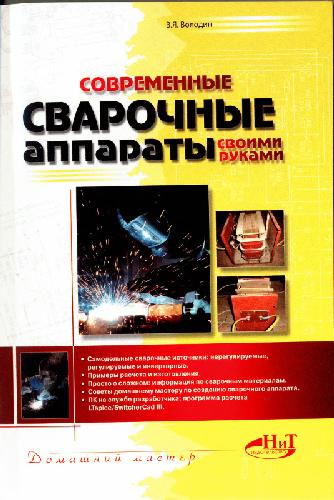 В.Я. Володин
СОВРЕМЕННЫЕ
СВАРОЧНЫЕ
аппараты
СВОИМИ
РУКАМИ
• Самодельные сварочные источники: нерегулируемые,
регулируемые и инверторные.
• Примеры расчета и изготовления.
• Просто о сложном: информация по сварочным материалам.
• Советы домашнему мастеру по созданию сварочного аппарата.
• ПК на службе разработчика: программа расчета
LTspice/SwitcherCad III.
Домашний мастер
НиТ
ИЗДАТЕЛЬСТВО